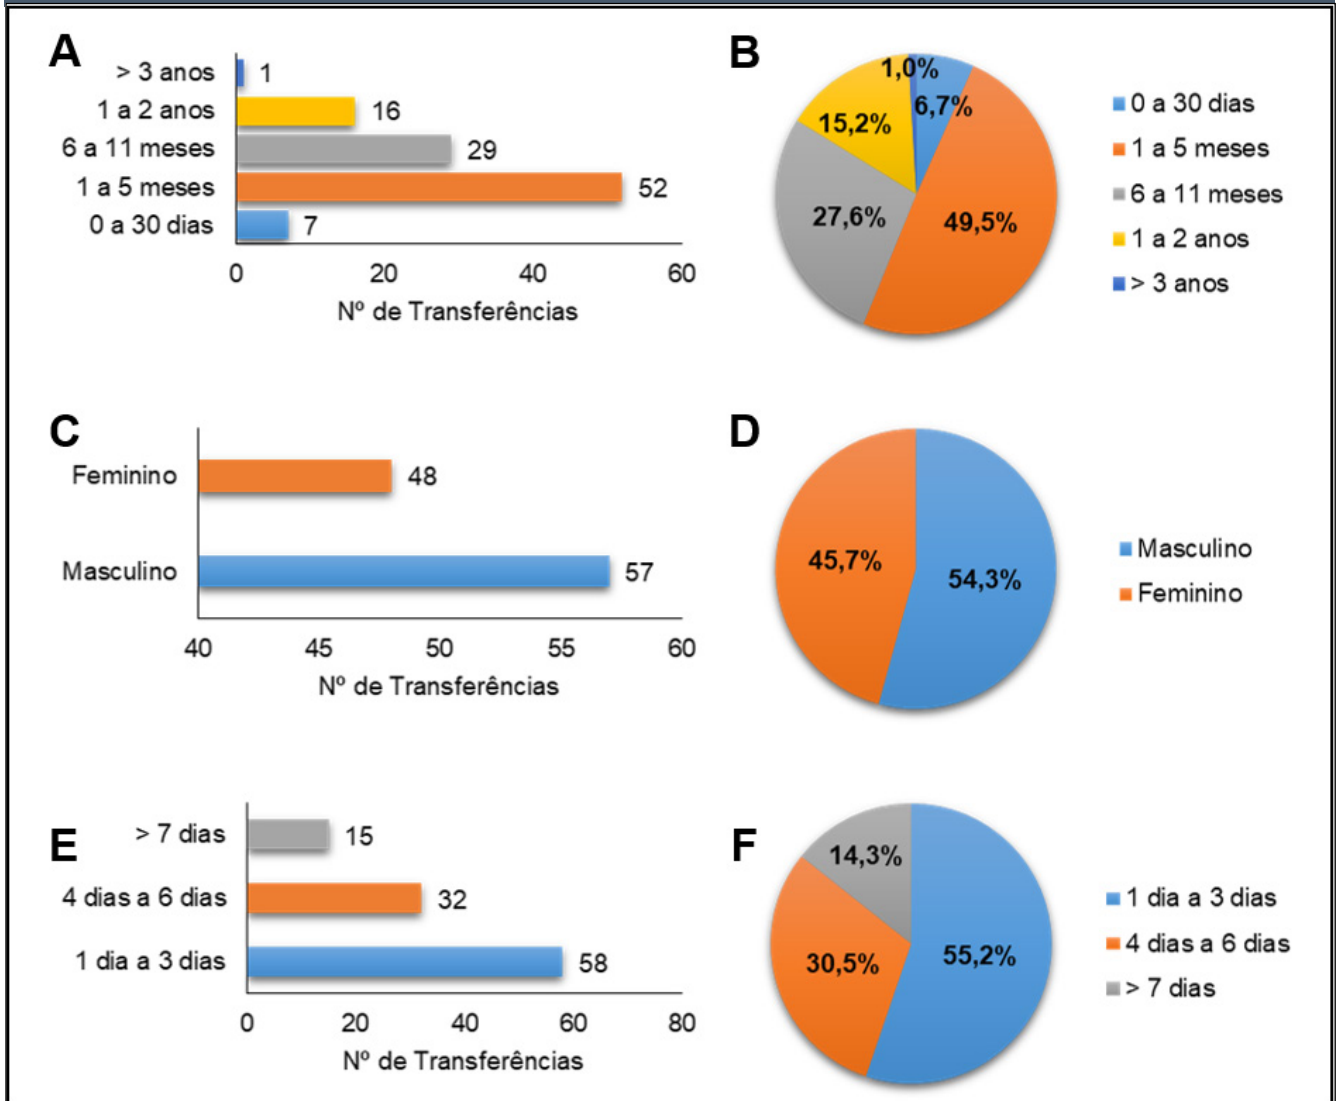 A
> 3 anos 1
1 a 2 anos 16
6 a 11 meses 29
1 a 5 meses 52
0 a 30 dias 7
0 20 40 60
Nº de Transferências
B
1,0%
6,7%
15,2%
27,6%
49,5%
0 a 30 dias
1 a 5 meses
6 a 11 meses
1 a 2 anos
> 3 anos
C
Feminino 48
Masculino 57
40 45 50 55 60
Nº de Transferências
D
45,7%
54,3%
Masculino
Feminino
E
> 7 dias 15
4 dias a 6 dias 32
1 dia a 3 dias 58
0 20 40 60 80
Nº de Transferências
F
14,3%
30,5%
55,2%
1 dia a 3 dias
4 dias a 6 dias
> 7 dias